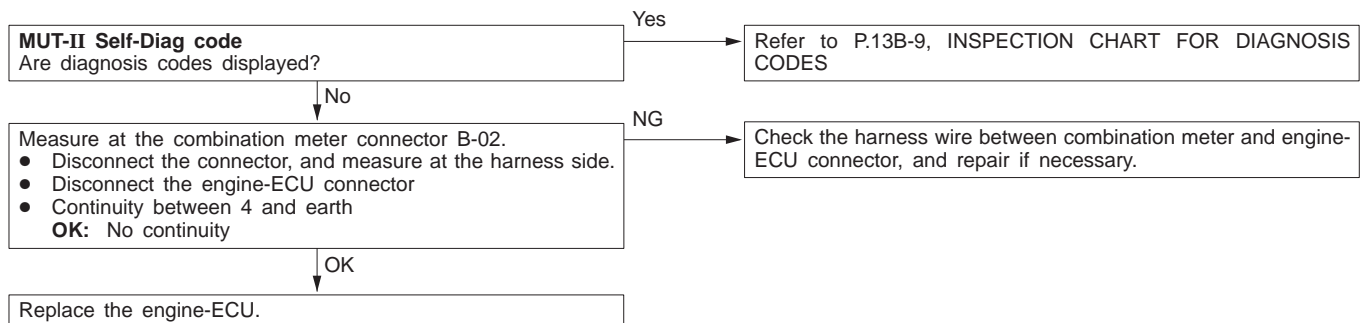 Yes
MUT-II Self-Diag code
Are diagnosis codes displayed?
Refer to P.13B-9, INSPECTION CHART FOR DIAGNOSIS
CODES
No
NG
Measure at the combination meter connector B-02.
● Disconnect the connector, and measure at the harness side.
● Disconnect the engine-ECU connector
● Continuity between 4 and earth
OK: No continuity
Check the harness wire between combination meter and engine-
ECU connector, and repair if necessary.
OK
Replace the engine-ECU.